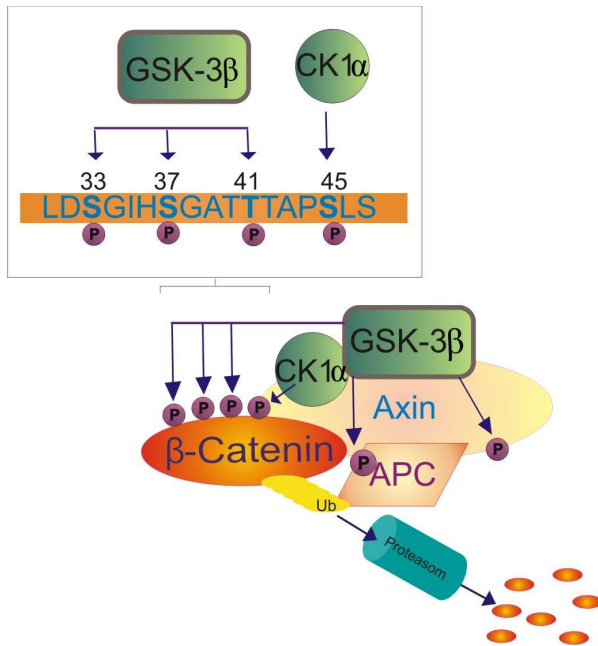 GSK-3β CK1α
33 37 41 45
LDSGIHSGATTTAPSLS
P P P P
GSK-3β
CK1α
Axin
P P P P
P
β-Catenin
P
APC
Ub
Proteasom